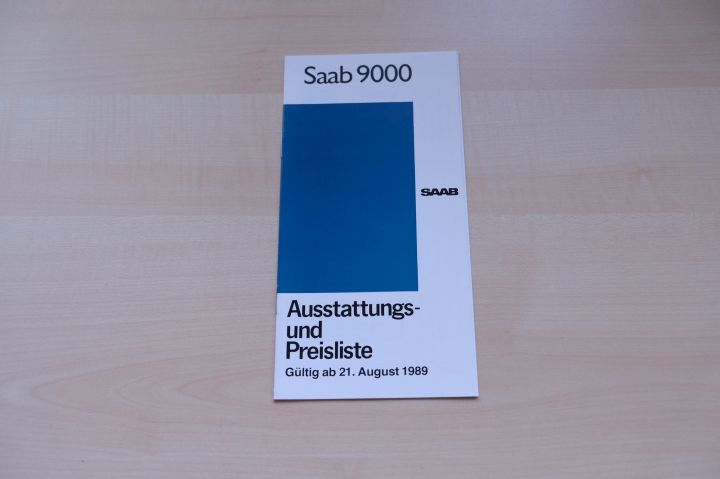 Saab 9000
SAAB
Ausstattungs-
und
Preisliste
Gültig ab 21. August 1989